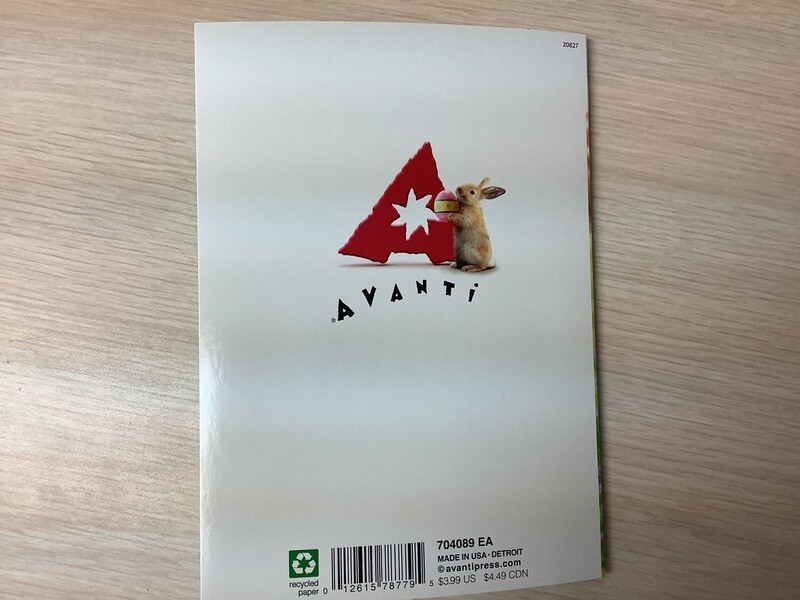 20827
® AVANTi
recycled
paper
0 12615 78779 5
704089 EA
MADE IN USA • DETROIT
©avantipress.com
$3.99 US $4.49 CDN